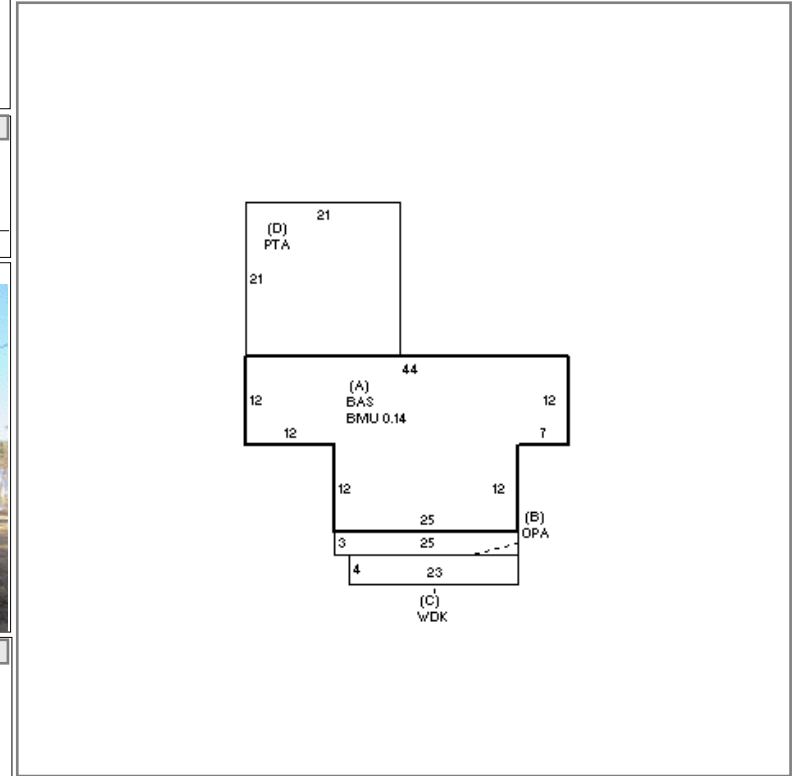 21
(D)
PTA
21
44
(A)
12 BAS 12
BMU 0.14
12 7
12 12
25
(B)
3 25 OPA
4 23
(C)
WDK